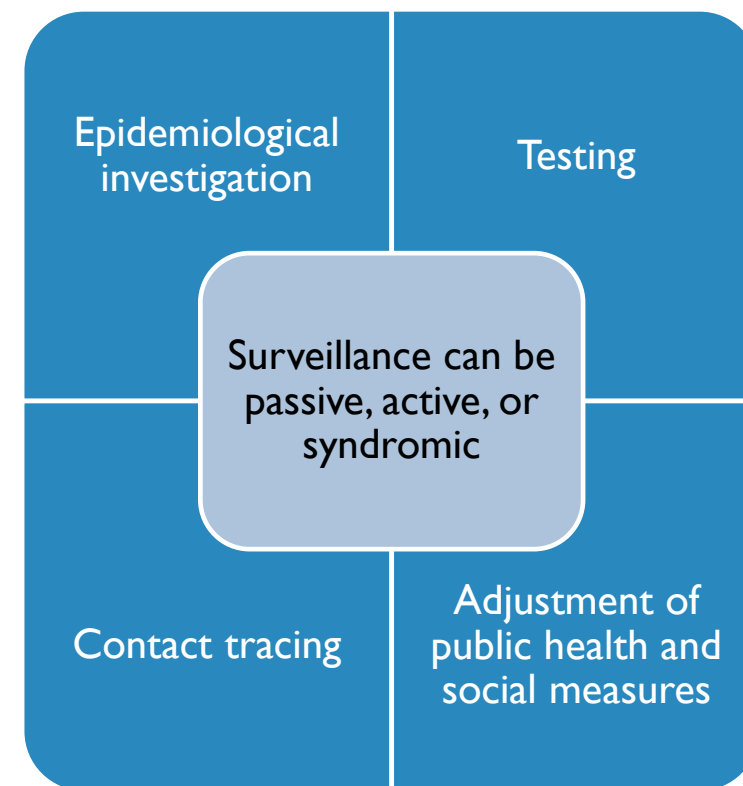 Epidemiological
investigation
Testing
Surveillance can be
passive, active, or
syndromic
Contact tracing
Adjustment of
public health and
social measures